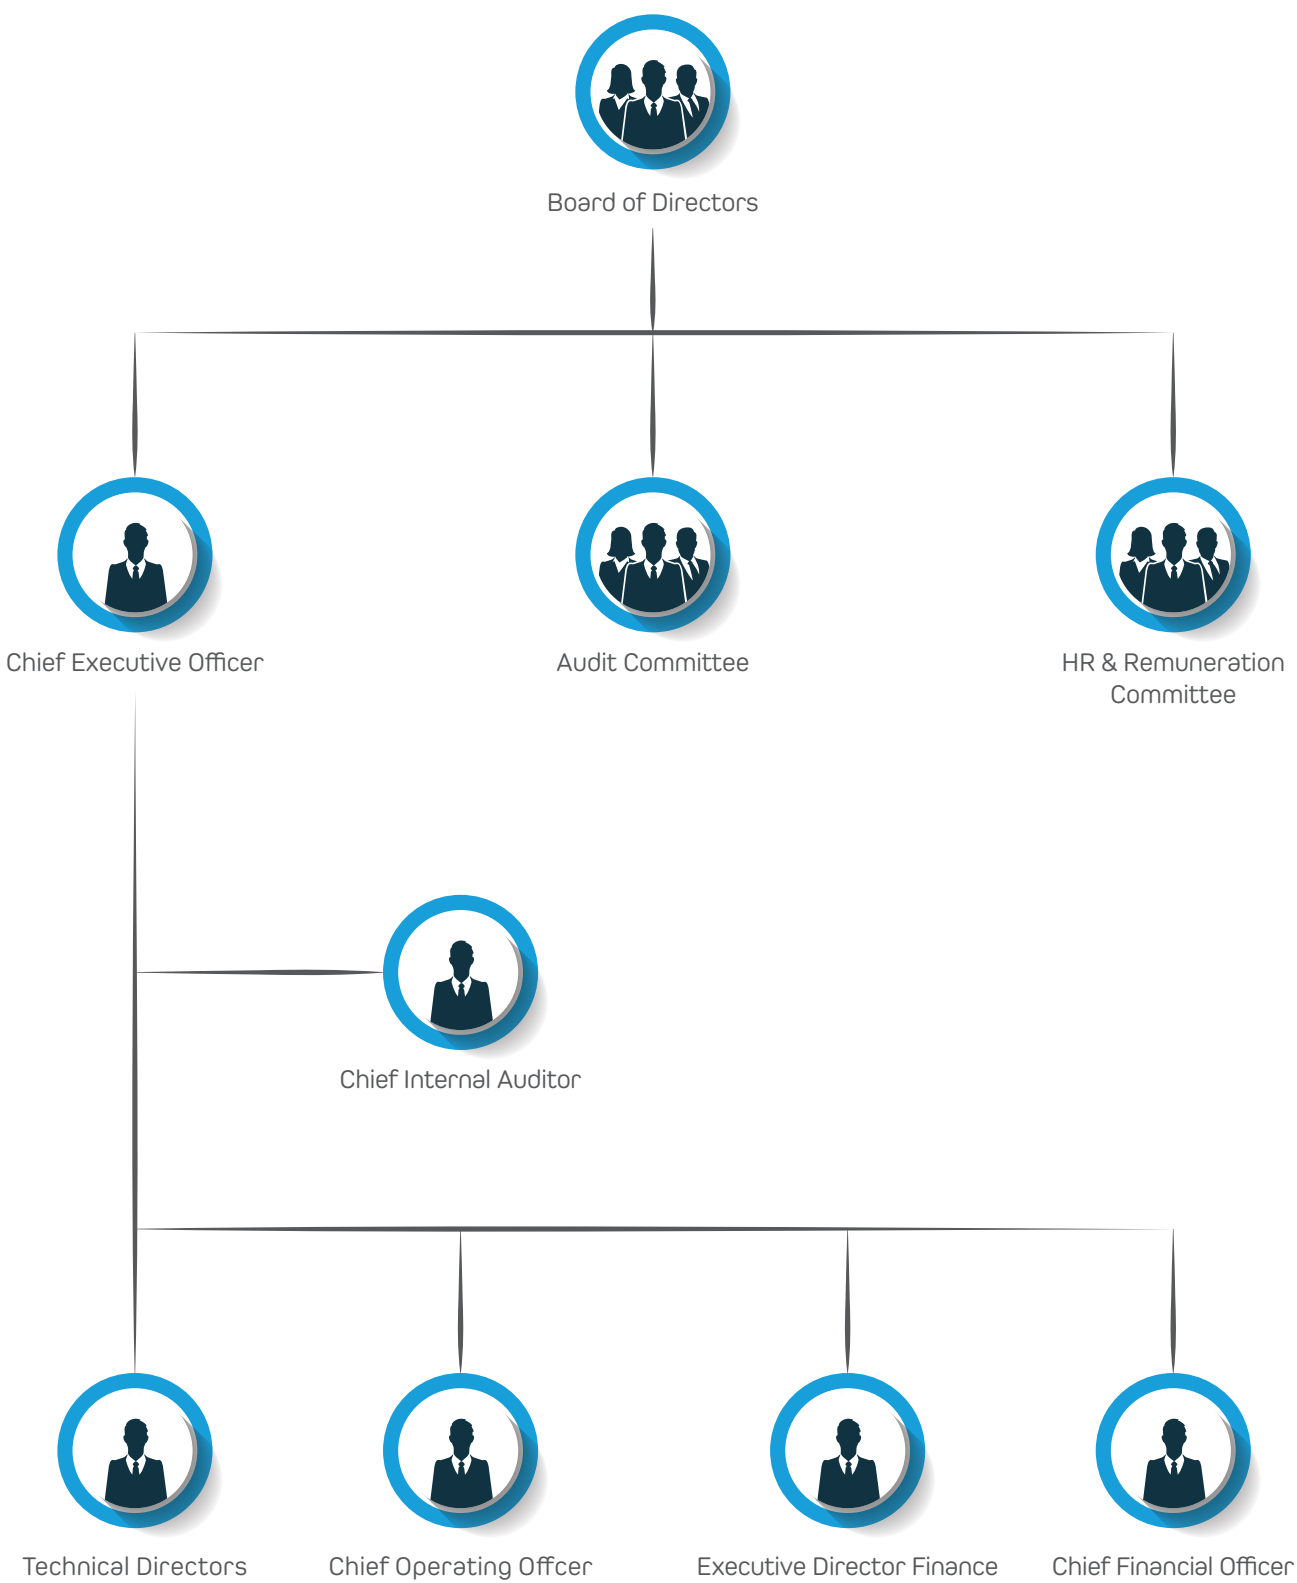 Board of Directors
Chief Executive Officer
Audit Committee
HR & Remuneration
Committee
Chief Internal Auditor
Technical Directors
Chief Operating Offcer
Executive Director Finance
Chief Financial Officer